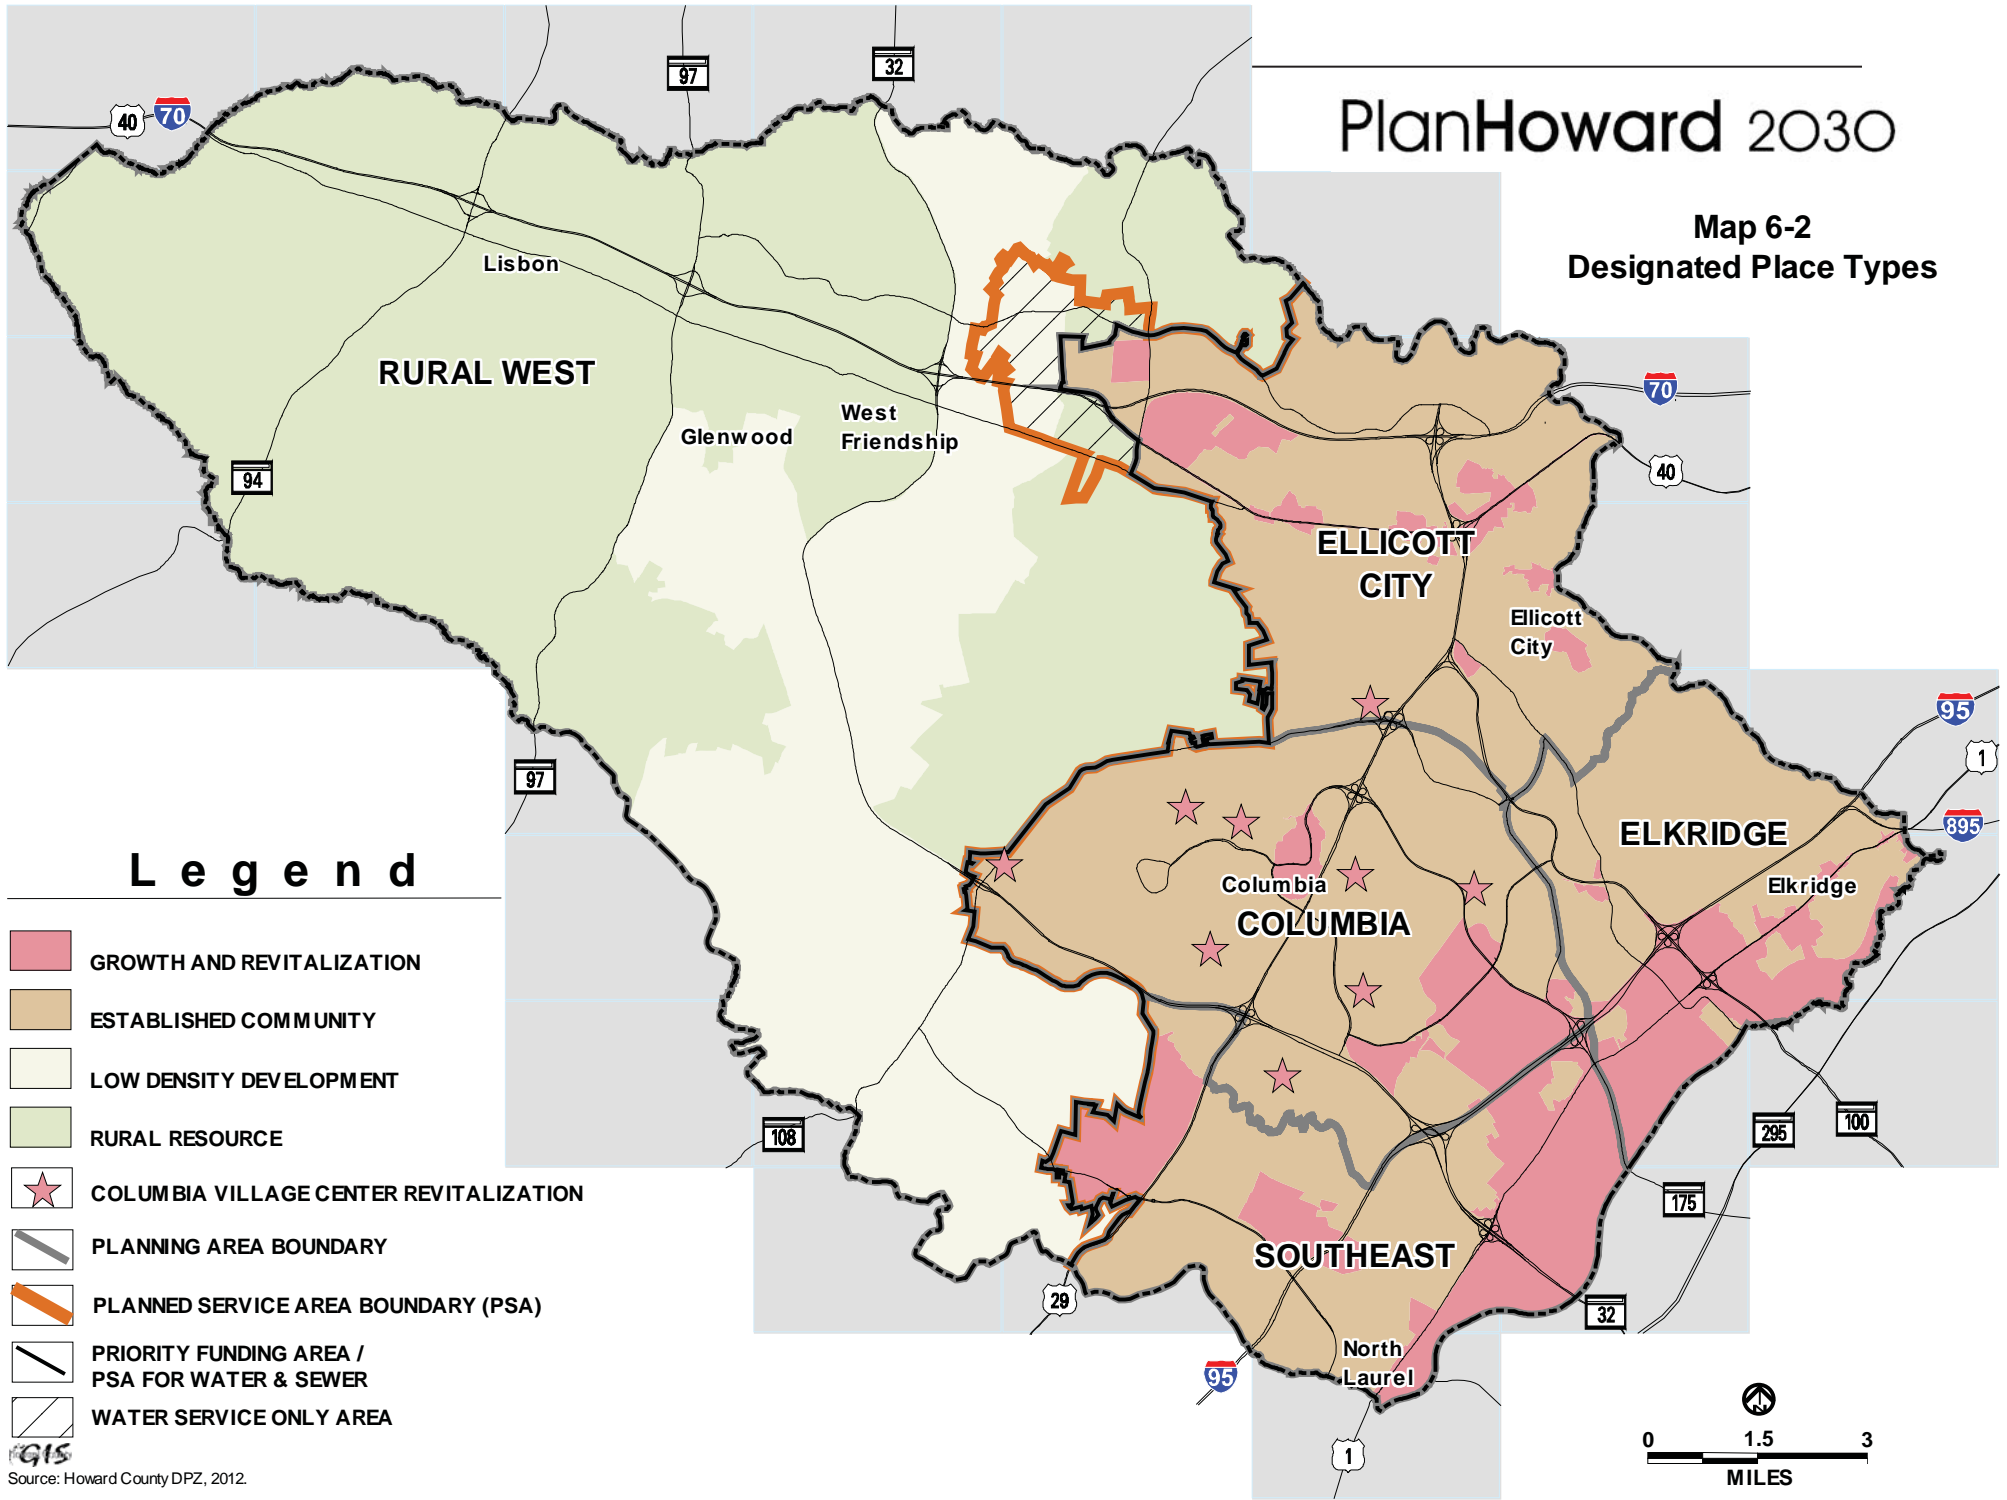 PlanHoward 2030
Map 6-2
Designated Place Types
40
70
97
32
Lisbon
RURAL WEST
West
Friendship
Glenwood
94
70
40
ELLICOTT
CITY
Ellicott
City
95
1
895
97
ELKRIDGE
Elkridge
Columbia
COLUMBIA
108
295
100
175
SOUTHEAST
29
32
North
Laurel
95
1
Legend
GROWTH AND REVITALIZATION
ESTABLISHED COMMUNITY
LOW DENSITY DEVELOPMENT
RURAL RESOURCE
COLUMBIA VILLAGE CENTER REVITALIZATION
PLANNING AREA BOUNDARY
PLANNED SERVICE AREA BOUNDARY (PSA)
PRIORITY FUNDING AREA /
PSA FOR WATER & SEWER
WATER SERVICE ONLY AREA
GIS
Source: Howard County DPZ, 2012.
N
0 1.5 3
MILES